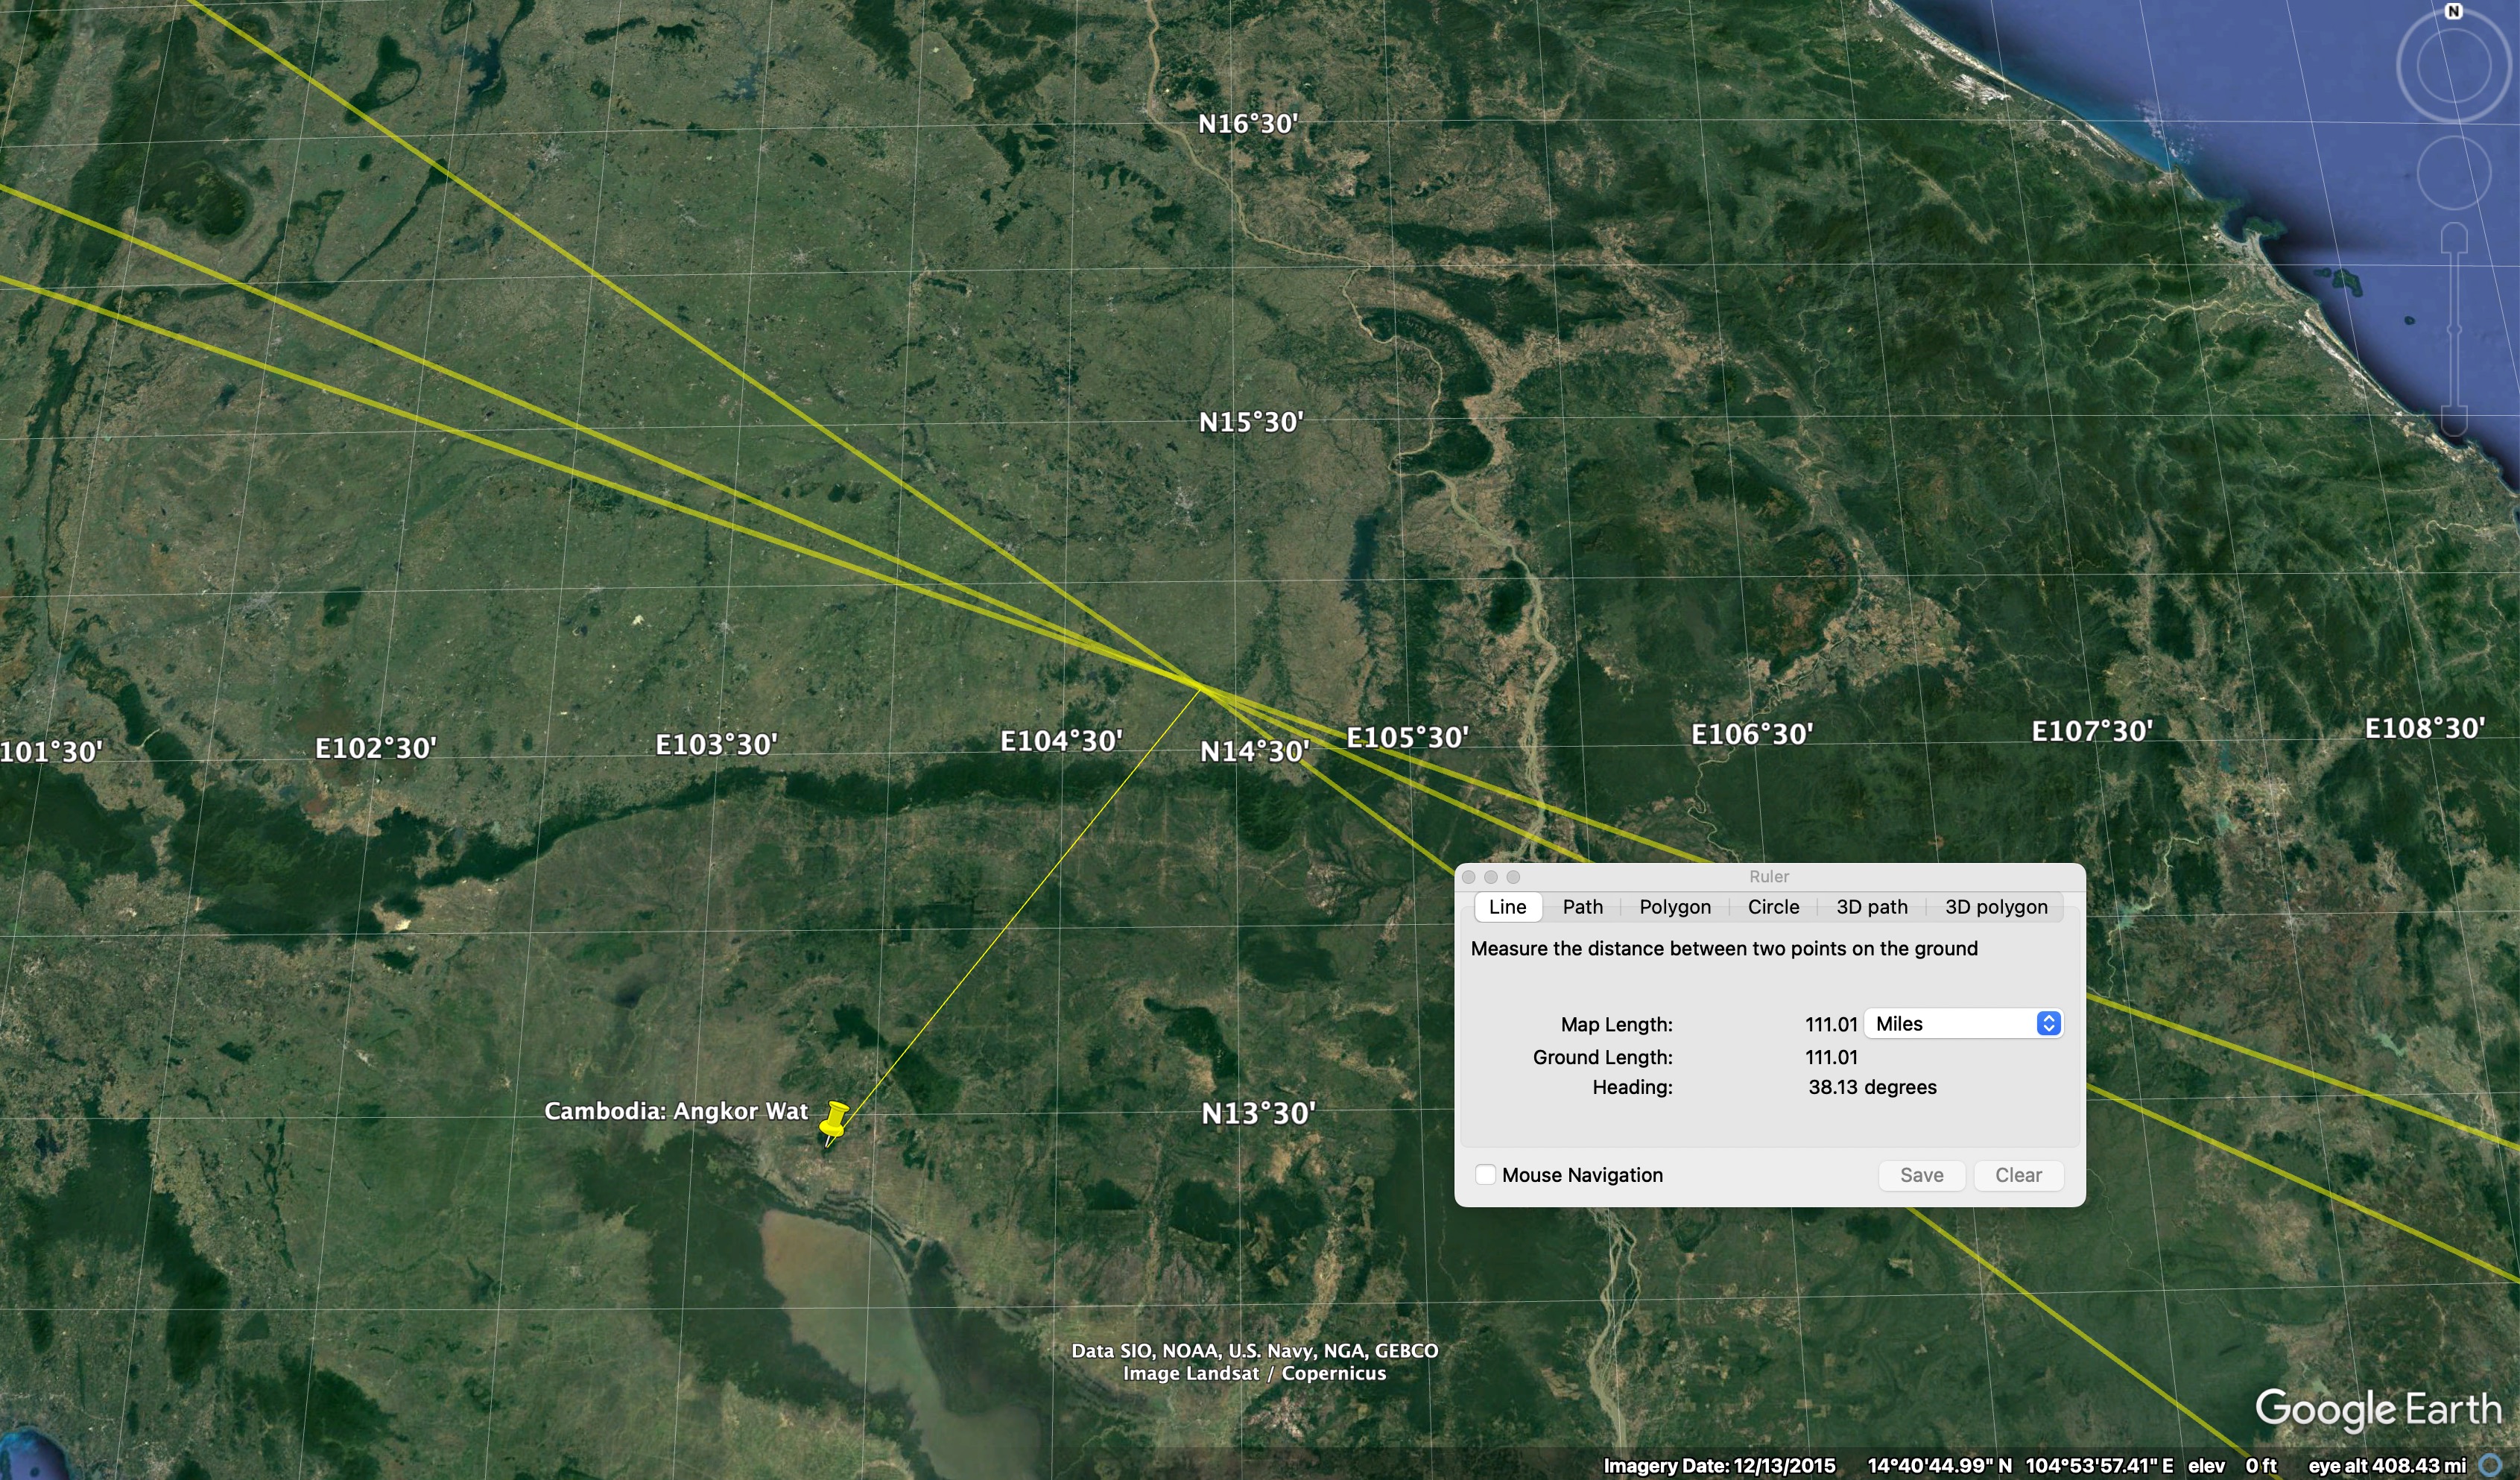 N
N16°30'
N15°30'
101°30'
E102°30'
E103°30'
E104°30'
N14°30'
E105°30'
E106°30'
E107°30'
E108°30'
Ruler
Line Path Polygon Circle 3D path 3D polygon
Measure the distance between two points on the ground
Map Length: 111.01 Miles
Ground Length: 111.01
Heading: 38.13 degrees
Mouse Navigation Save Clear
Cambodia: Angkor Wat
N13°30'
Data SIO, NOAA, U.S. Navy, NGA, GEBCO
Image Landsat / Copernicus
Google Earth
Imagery Date: 12/13/2015 14°40'44.99" N 104°53'57.41" E elev 0 ft eye alt 408.43 mi